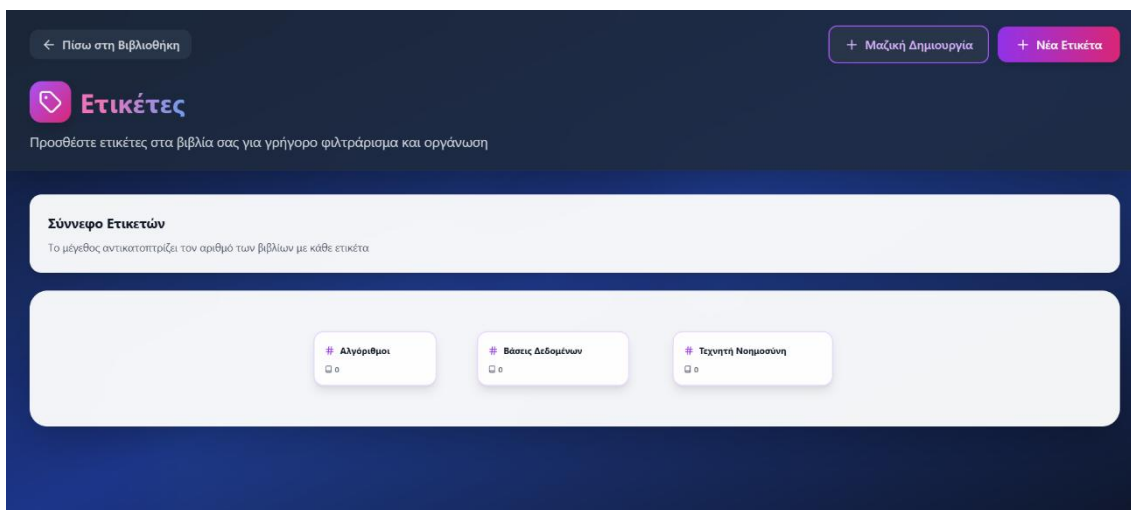 ← Πίσω στη Βιβλιοθήκη
+ Μαζική Δημιουργία
+ Νέα Ετικέτα
Ετικέτες
Προσθέστε ετικέτες στα βιβλία σας για γρήγορο φιλτράρισμα και οργάνωση
Σύννεφο Ετικετών
Το μέγεθος αντικατοπτρίζει τον αριθμό των βιβλίων με κάθε ετικέτα
# Αλγόριθμοι
0
# Βάσεις Δεδομένων
0
# Τεχνητή Νοημοσύνη
0